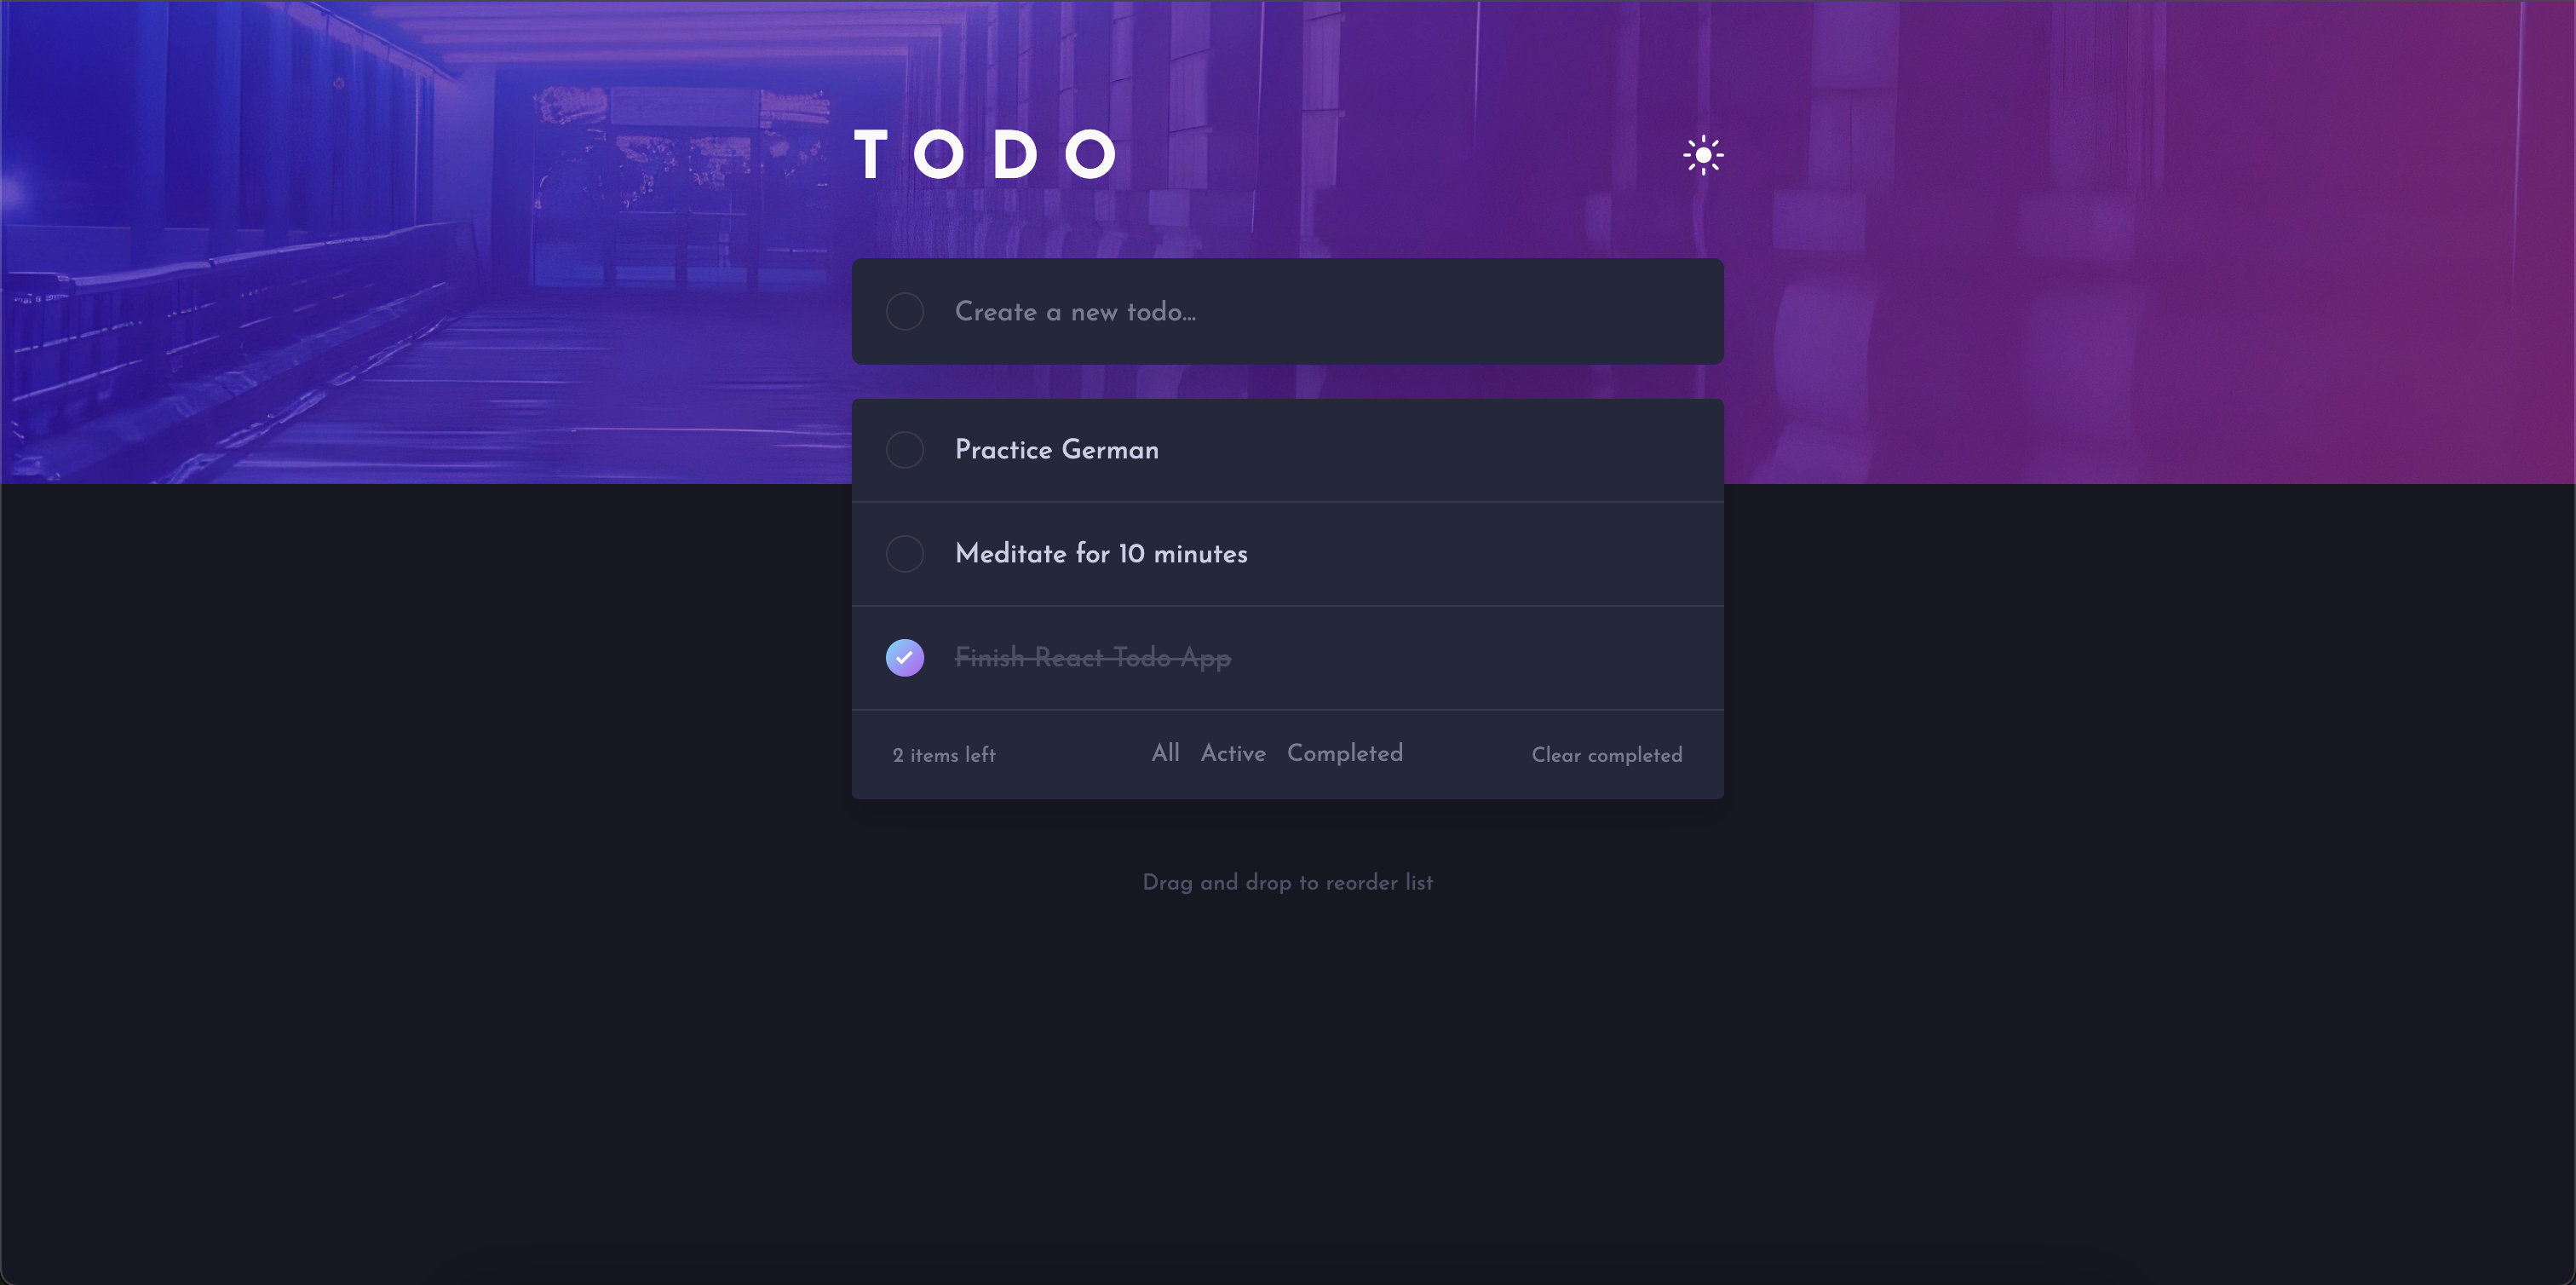 TODO
Create a new todo...
Practice German
Meditate for 10 minutes
Finish React Todo App
2 items left All Active Completed Clear completed
Drag and drop to reorder list